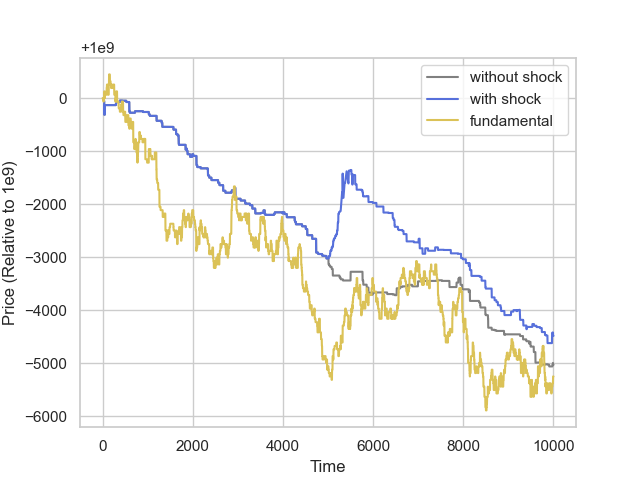 +1e9
0
−1000
−2000
−3000
−4000
−5000
−6000
Price (Relative to 1e9)
0
2000
4000
6000
8000
10000
Time
without shock
with shock
fundamental